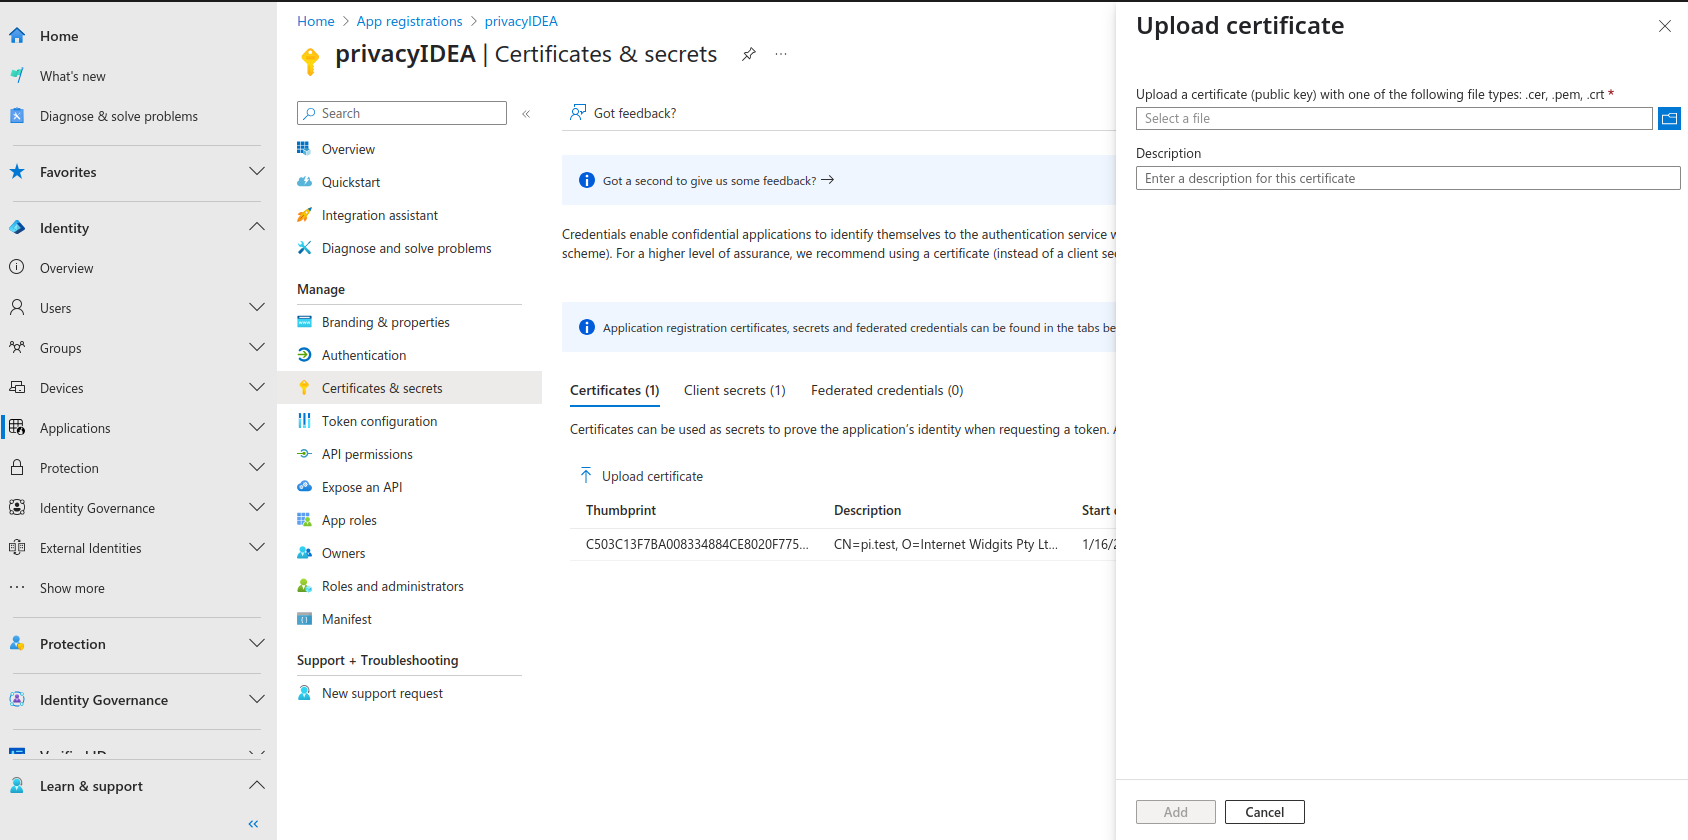 Home
What's new
Diagnose & solve problems
Favorites
Identity
Overview
Users
Groups
Devices
Applications
Protection
Identity Governance
External Identities
Show more
Protection
Identity Governance
Learn & support
Home > App registrations > privacyIDEA
privacyIDEA | Certificates & secrets
Search
Overview
Quickstart
Integration assistant
Diagnose and solve problems
Manage
Branding & properties
Authentication
Certificates & secrets
Token configuration
API permissions
Expose an API
App roles
Owners
Roles and administrators
Manifest
Support + Troubleshooting
New support request
Got feedback?
Got a second to give us some feedback?
Credentials enable confidential applications to identify themselves to the authentication service
scheme). For a higher level of assurance, we recommend using a certificate (instead of a client
Application registration certificates, secrets and federated credentials can be found in the tabs
Certificates (1) Client secrets (1) Federated credentials (0)
Certificates can be used as secrets to prove the application's identity when requesting a token.
Upload certificate
Thumbprint Description Start
C503C13F7BA008334884CE8020F775... CN=pi.test, O=Internet Widgits Pty Lt... 1/16/
Upload certificate
Upload a certificate (public key) with one of the following file types: .cer, .pem, .crt *
Select a file
Description
Enter a description for this certificate
Add Cancel